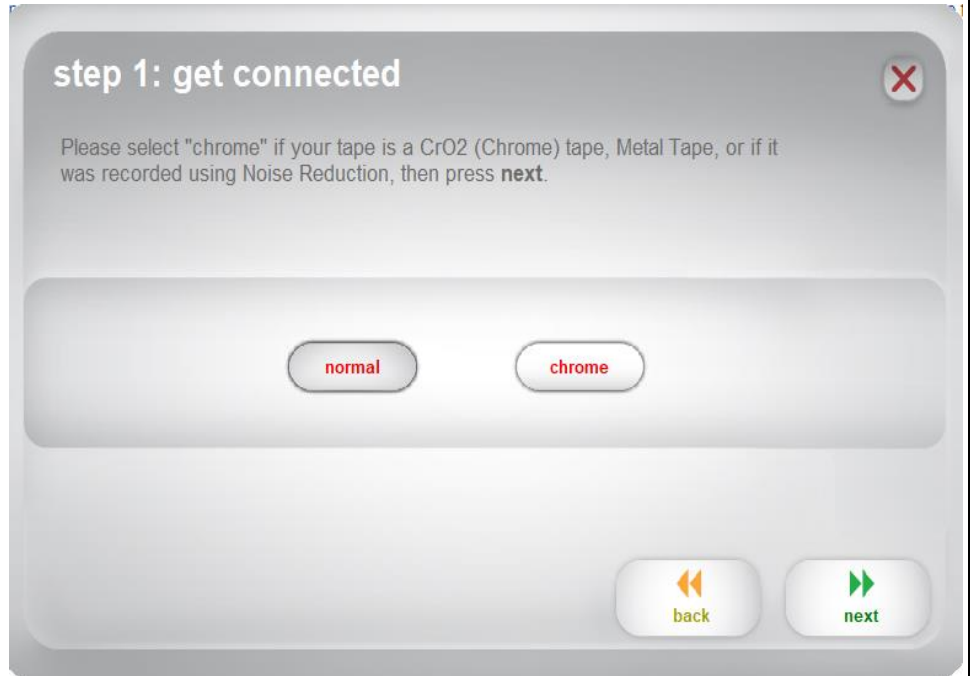 step 1: get connected
Please select "chrome" if your tape is a CrO2 (Chrome) tape, Metal Tape, or if it
was recorded using Noise Reduction, then press next.
normal
chrome
back
next